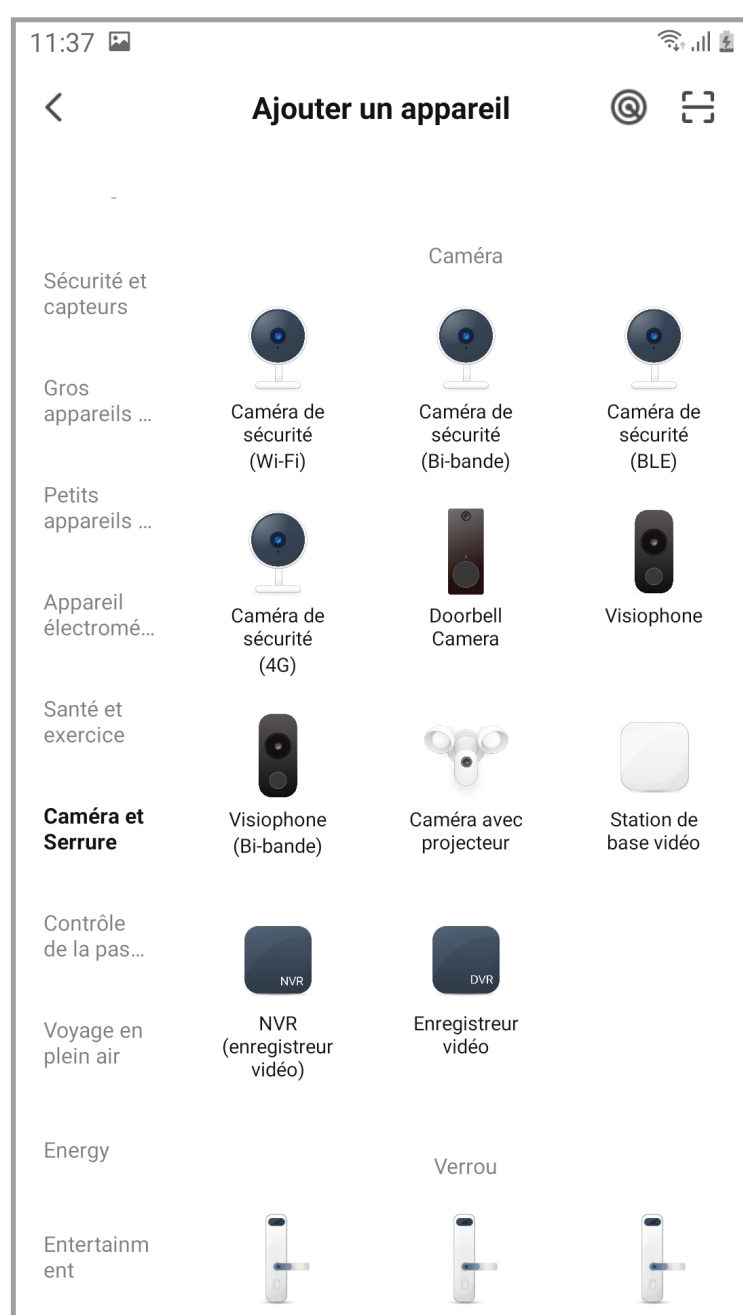 11:37
Ajouter un appareil
Sécurité et
capteurs
Gros
appareils ...
Petits
appareils ...
Appareil
électromé...
Santé et
exercice
Caméra et
Serrure
Contrôle
de la pas...
Voyage en
plein air
Energy
Entertainm
ent
Caméra
Caméra de
sécurité
(Wi-Fi)
Caméra de
sécurité
(Bi-bande)
Caméra de
sécurité
(BLE)
Caméra de
sécurité
(4G)
Doorbell
Camera
Visiophone
Visiophone
(Bi-bande)
Caméra avec
projecteur
Station de
base vidéo
NVR
NVR
(enregistreur
vidéo)
DVR
Enregistreur
vidéo
Verrou